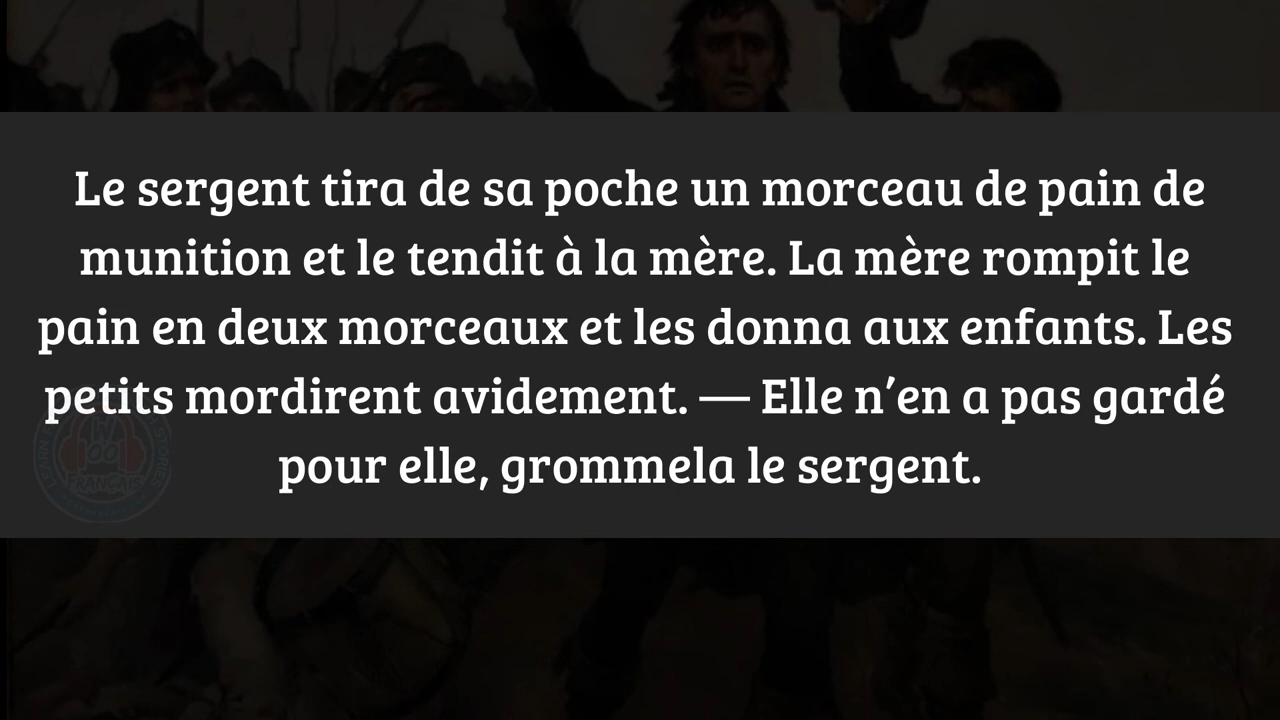 Le sergent tira de sa poche un morceau de pain de
munition et le tendit à la mère. La mère rompit le
pain en deux morceaux et les donna aux enfants. Les
petits mordirent avidement. — Elle n’en a pas gardé
pour elle, grommela le sergent.
FRANÇAIS